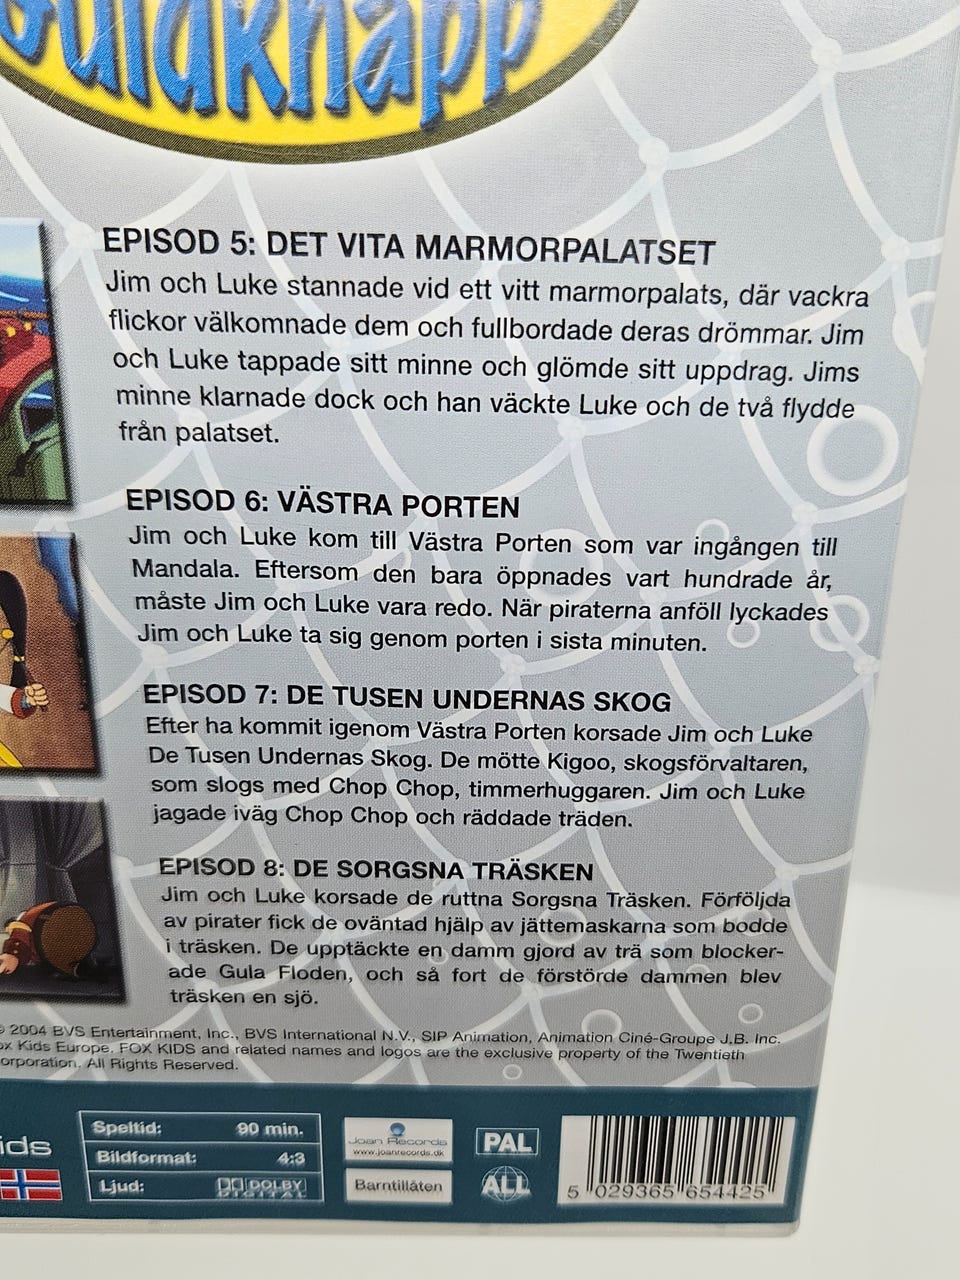 Guldknapp
EPISOD 5: DET VITA MARMORPALATSET
Jim och Luke stannade vid ett vitt marmorpalats, där vackra
flickor välkomnade dem och fullbordade deras drömmar. Jim
och Luke tappade sitt minne och glömde sitt uppdrag. Jims
minne klarnade dock och han väckte Luke och de två flydde
från palatset.
EPISOD 6: VÄSTRA PORTEN
Jim och Luke kom till Västra Porten som var ingången till
Mandala. Eftersom den bara öppnades vart hundrade år,
måste Jim och Luke vara redo. När piraterna anföll lyckades
Jim och Luke ta sig genom porten i sista minuten.
EPISOD 7: DE TUSEN UNDERNAS SKOG
Efter ha kommit igenom Västra Porten korsade Jim och Luke
De Tusen Undernas Skog. De mötte Kigoo, skogsförvaltaren,
som slogs med Chop Chop, timmerhuggaren. Jim och Luke
jagade iväg Chop Chop och räddade träden.
EPISOD 8: DE SORGSNA TRÄSKEN
Jim och Luke korsade de ruttna Sorgsna Träsken. Förföljda
av pirater fick de oväntad hjälp av jättemaskarna som bodde
i träsken. De upptäckte en damm gjord av trä som blocker-
ade Gula Floden, och så fort de förstörde dammen blev
träsken en sjö.
© 2004 BVS Entertainment, Inc., BVS International N.V., SIP Animation, Animation Ciné-Groupe J.B. Inc.
ox Kids Europe. FOX KIDS and related names and logos are the exclusive property of the Twentieth
orporation. All Rights Reserved.
ids
Speltid: 90 min.
Bildformat: 4:3
Ljud: DOLBY DIGITAL
Joan Records
www.joanrecords.dk
Barntillåten
PAL
ALL
5 029365 654425